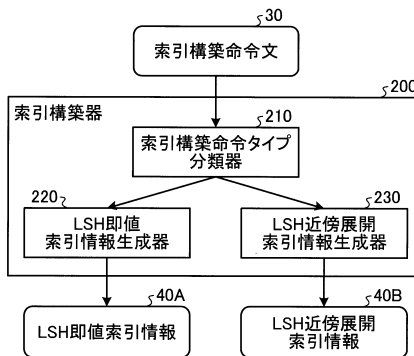 30
索引構築命令文
200
索引構築器
210
索引構築命令タイプ
分類器
220
230
LSH即値
索引情報生成器
LSH近傍展開
索引情報生成器
40A
40B
LSH即値索引情報
LSH近傍展開
索引情報